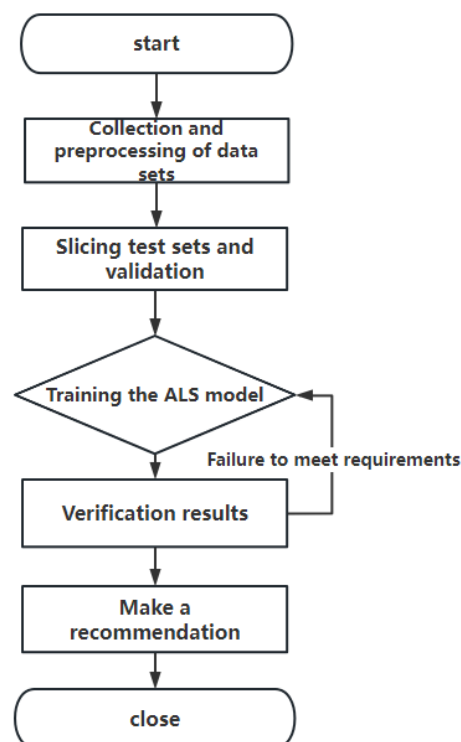 start
Collection and
preprocessing of data
sets
Slicing test sets and
validation
Training the ALS model
Failure to meet requirements
Verification results
Make a
recommendation
close